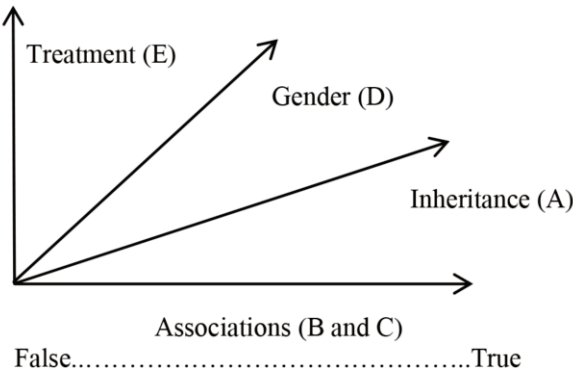 Treatment (E)
Gender (D)
Inheritance (A)
Associations (B and C)
False……………………………………..True